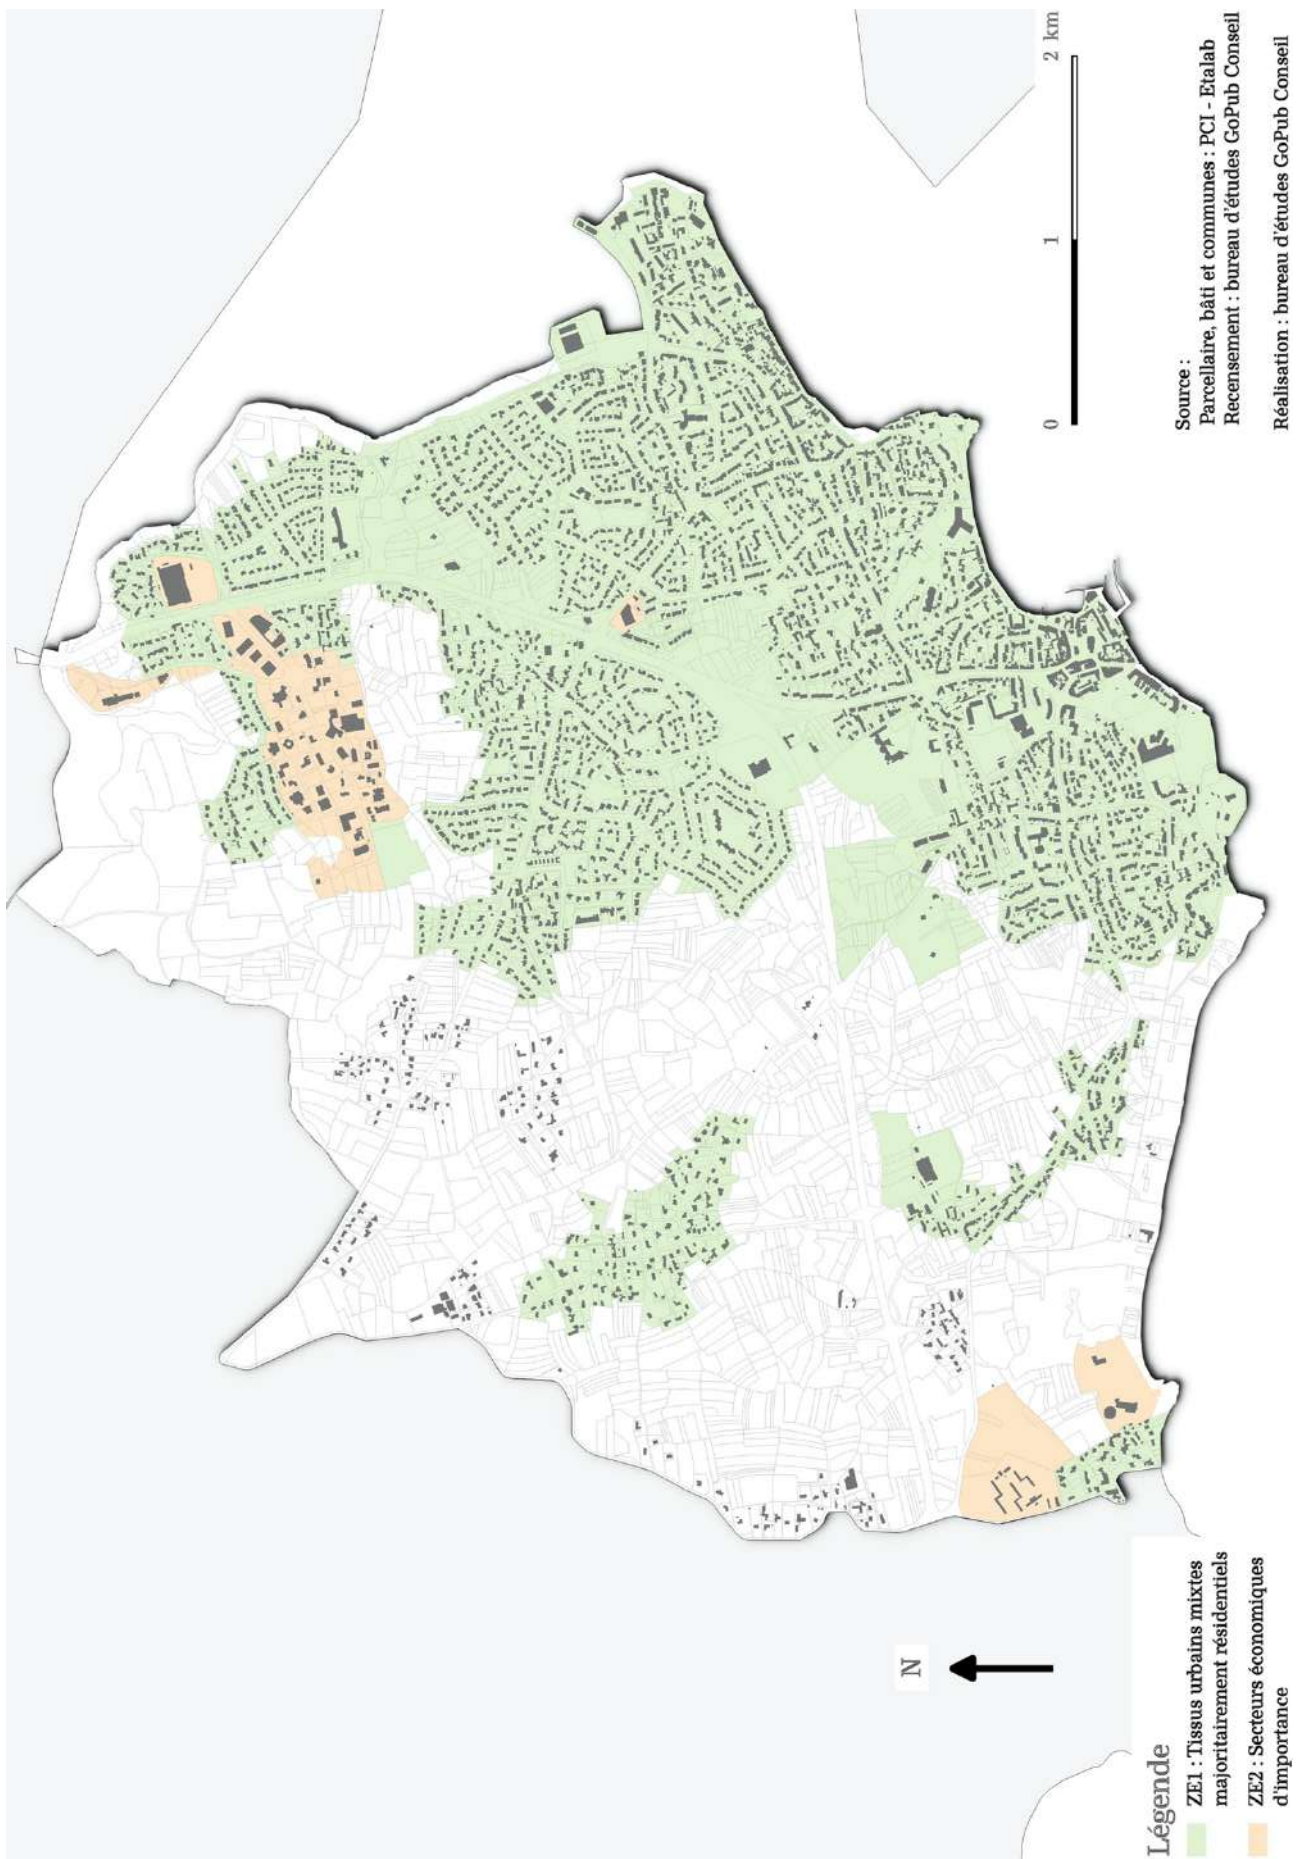 N
Légende
ZE1 : Tissus urbains mixtes
majoritairement résidentiels
ZE2 : Secteurs économiques
d'importance
0 1 2 km
Source :
Parcellaire, bâti et communes : PCI - Etalab
Recensement : bureau d'études GoPub Conseil
Réalisation : bureau d'études GoPub Conseil